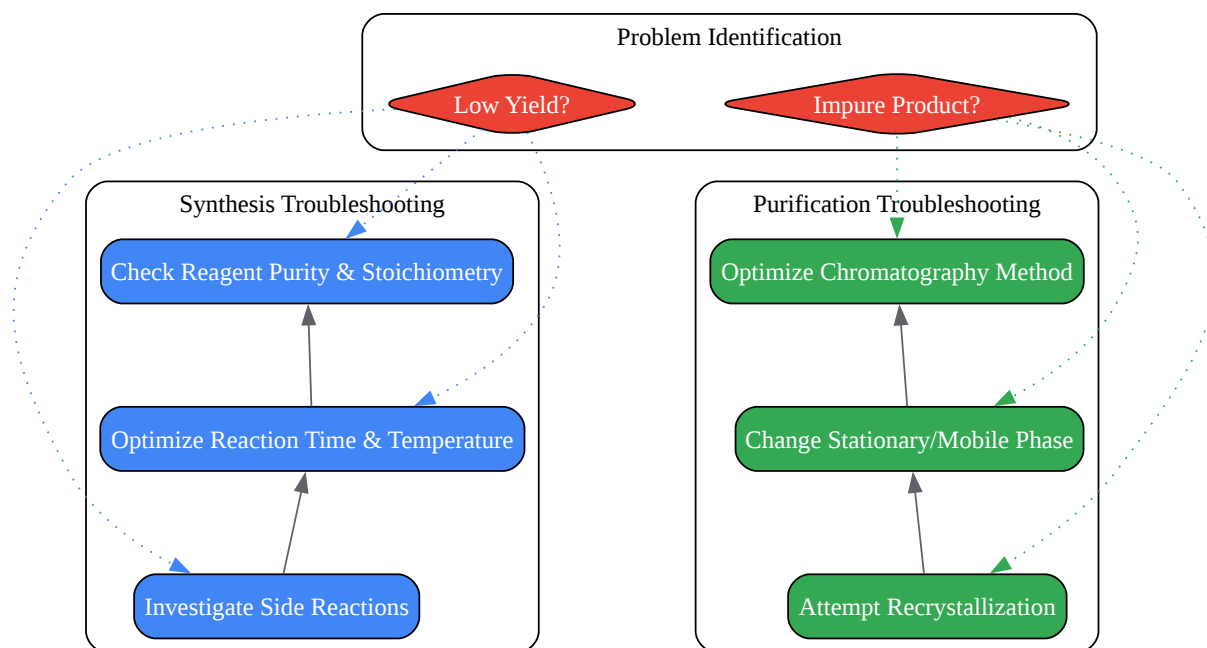 Problem Identification
Low Yield?
Impure Product?
Synthesis Troubleshooting
Check Reagent Purity & Stoichiometry
Optimize Reaction Time & Temperature
Investigate Side Reactions
Purification Troubleshooting
Optimize Chromatography Method
Change Stationary/Mobile Phase
Attempt Recrystallization